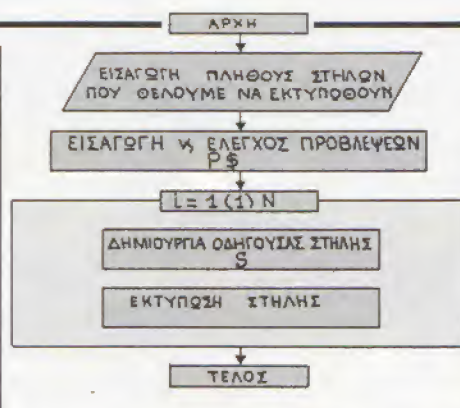 ΑΡΧΗ
ΕΙΣΑΓΩΓΗ ΠΛΗΘΟΥΣ ΣΤΗΛΩΝ
ΠΟΥ ΘΕΛΟΥΜΕ ΝΑ ΕΚΤΥΠΩΘΟΥΝ
ΕΙΣΑΓΩΓΗ Ϗ ΕΛΕΓΧΟΣ ΠΡΟΒΛΕΨΕΩΝ
P$
i = 1 (1) N
ΔΗΜΙΟΥΡΓΙΑ ΟΔΗΓΟΥΣΑΣ ΣΤΗΛΗΣ
S
ΕΚΤΥΠΩΣΗ ΣΤΗΛΗΣ
ΤΕΛΟΣ